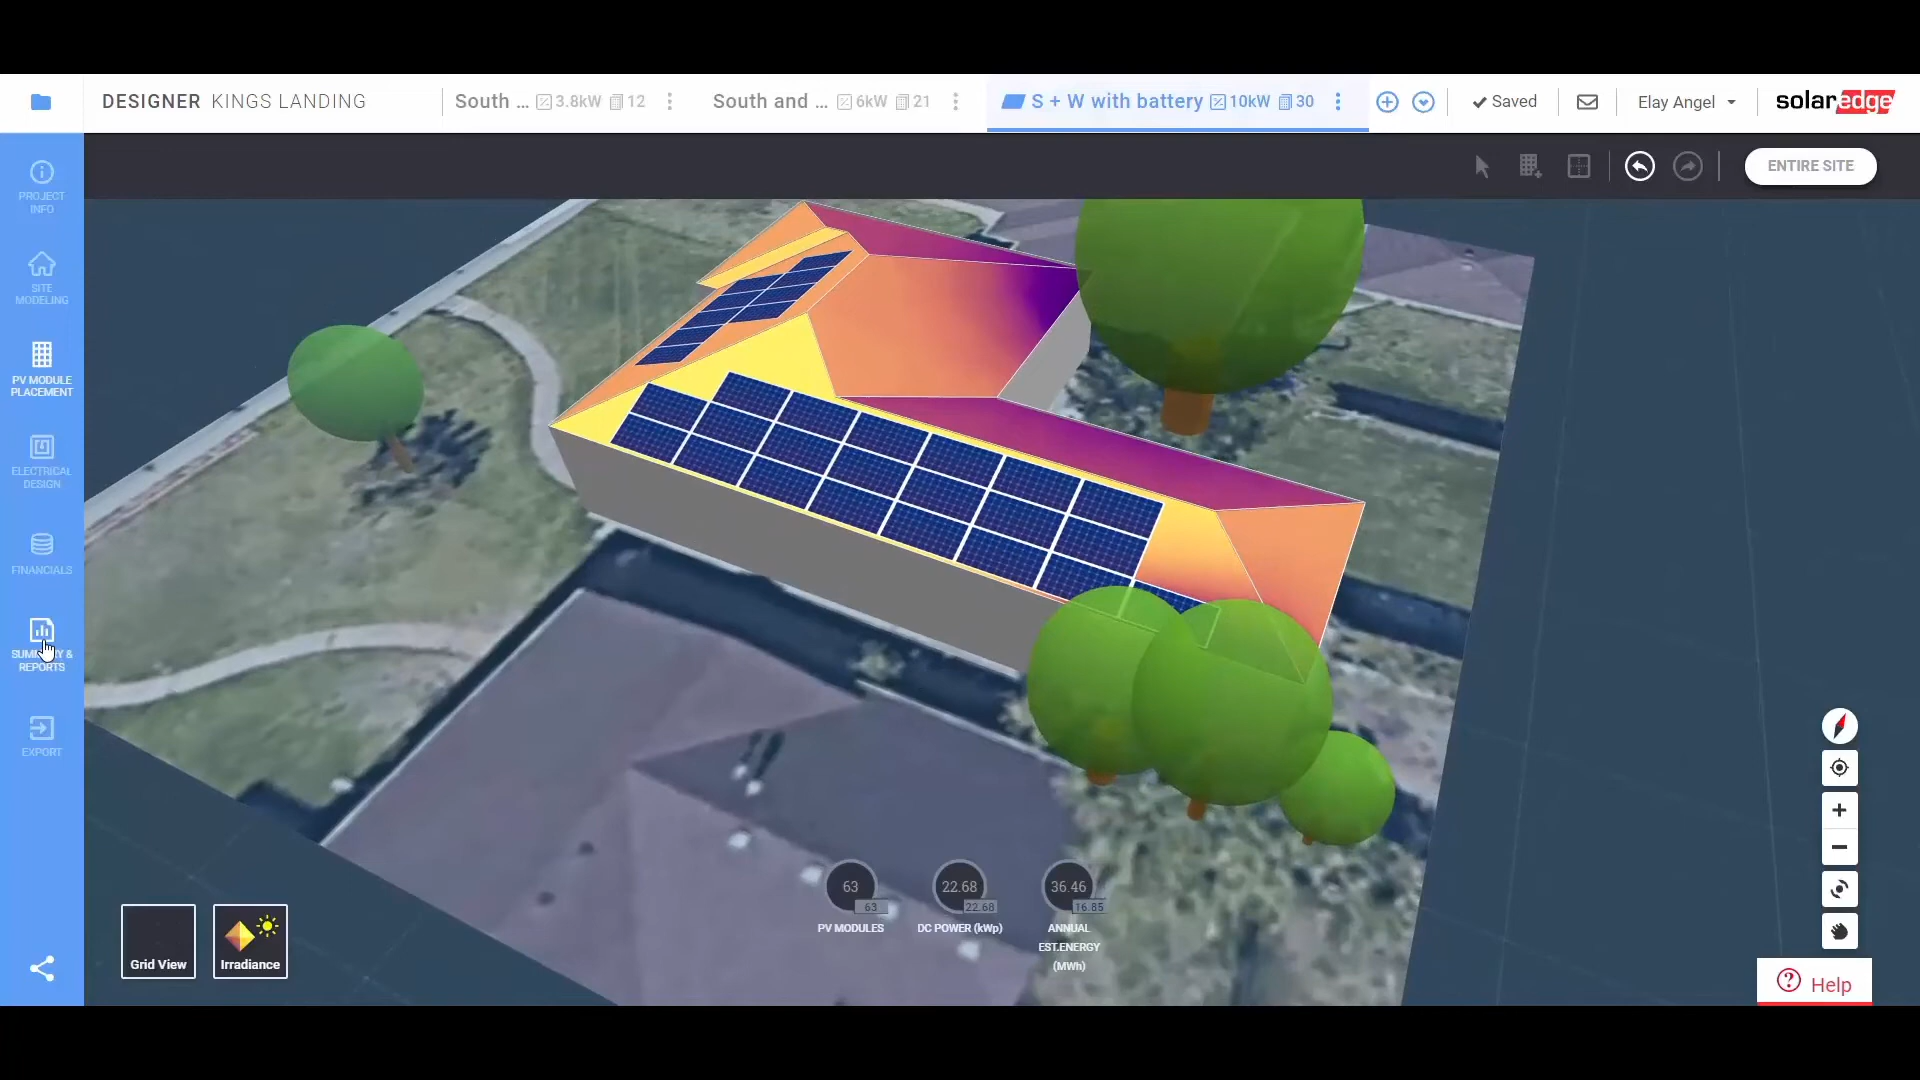 DESIGNER KINGS LANDING
South ... 3.8kW 12
South and ... 6kW 21
S + W with battery 10kW 30
Saved
Elay Angel
solaredge
ENTIRE SITE
PROJECT
INFO
SITE
MODELING
PV MODULE
PLACEMENT
ELECTRICAL
DESIGN
FINANCIALS
SUMMARY &
REPORTS
EXPORT
Grid View
Irradiance
63
63
PV MODULES
22.68
22.68
DC POWER (kWp)
36.46
16.85
ANNUAL
EST.ENERGY
(MWh)
Help